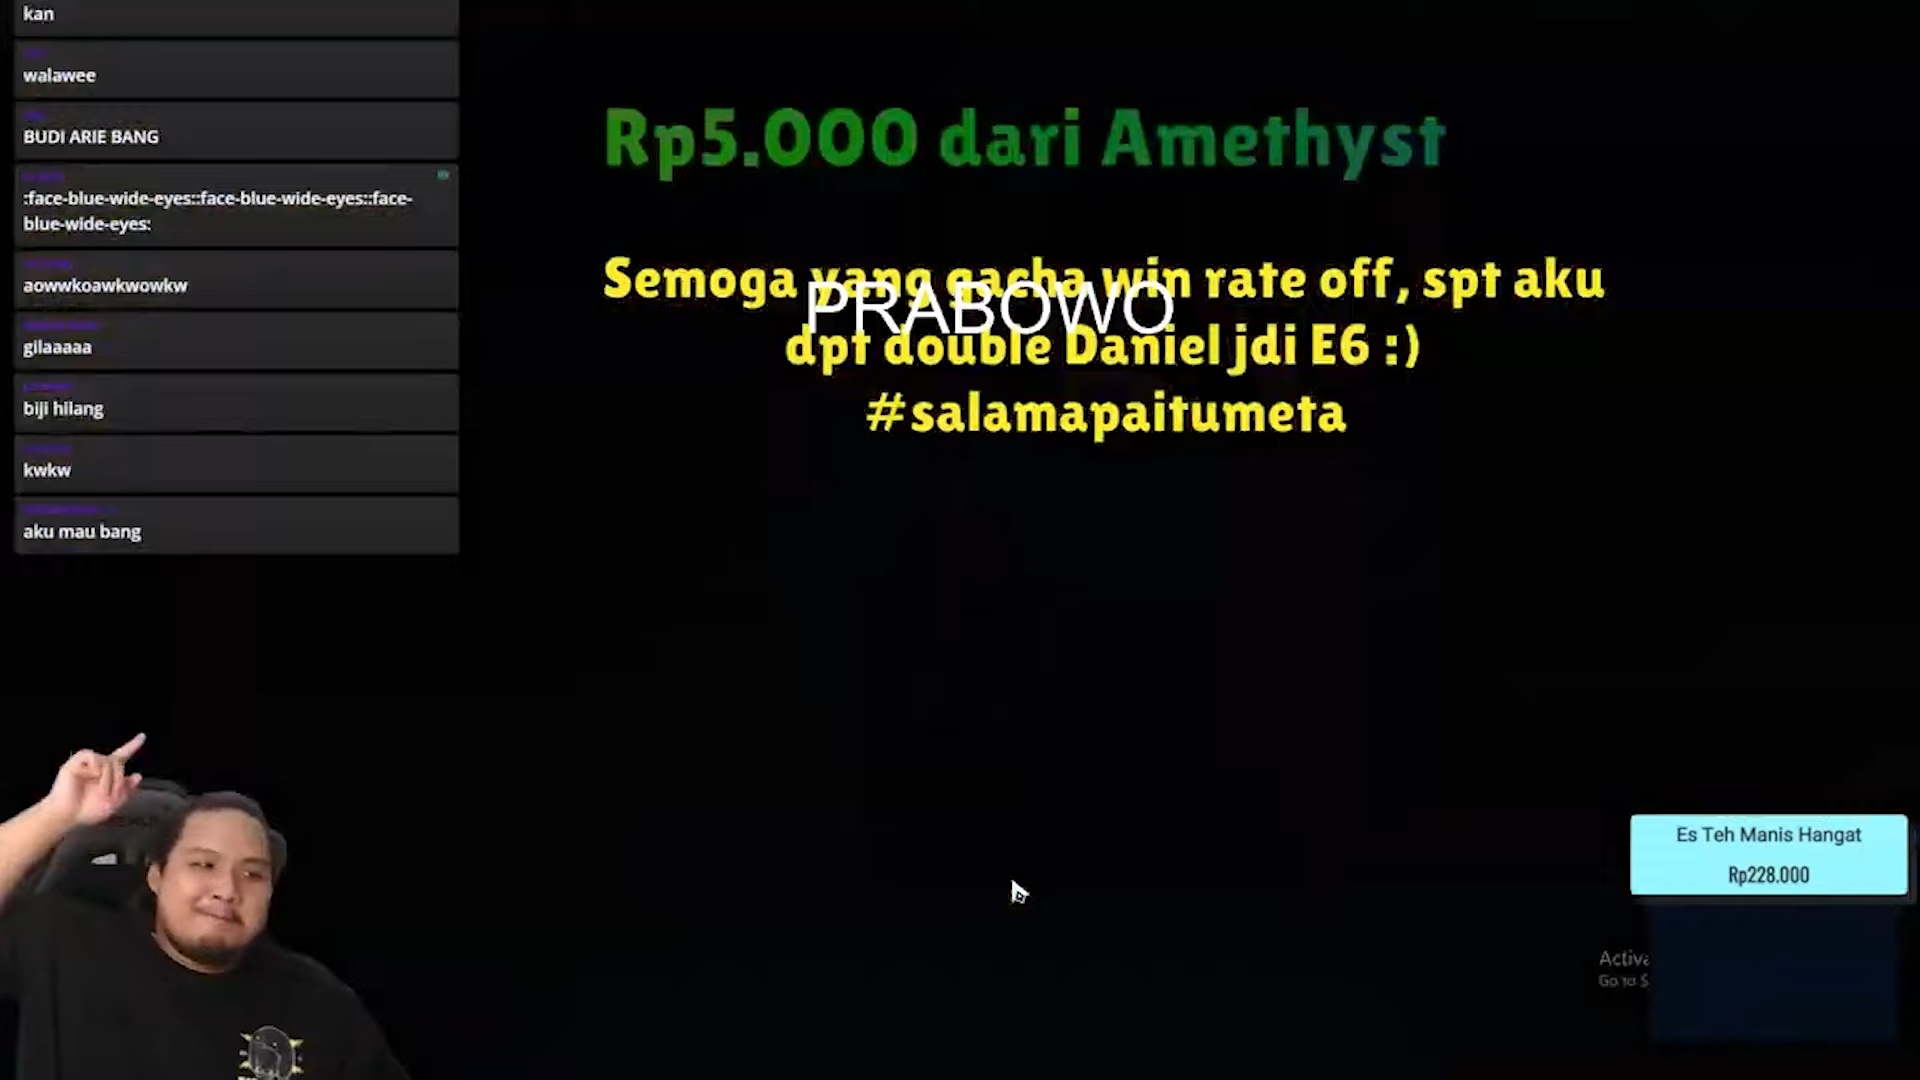 kan
walawee
BUDI ARIE BANG
:face-blue-wide-eyes::face-blue-wide-eyes::face-
blue-wide-eyes:
aowwkoawkwowkw
gilaaaaa
biji hilang
kwkw
aku mau bang
Rp5.000 dari Amethyst
Semoga yang gacha win rate off, spt aku
PRABOWO
dpt double Daniel jdi E6 :)
#salamapaitumeta
Es Teh Manis Hangat
Rp228.000
Go to S